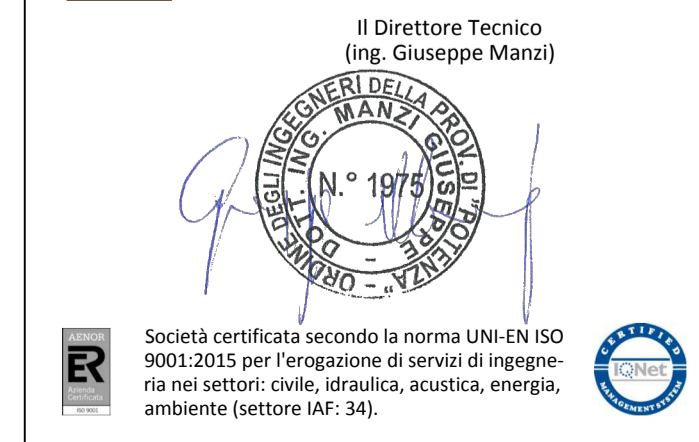 Il Direttore Tecnico
(ing. Giuseppe Manzi)
ORDINE DEGLI INGEGNERI DELLA PROV. DI "POTENZA" -
DOTT. ING. MANZI GIUSEPPE -
N.° 1975
AENOR
ER
Azienda
Certificata
ISO 9001
Società certificata secondo la norma UNI-EN ISO
9001:2015 per l'erogazione di servizi di ingegne-
ria nei settori: civile, idraulica, acustica, energia,
ambiente (settore IAF: 34).
CERTIFIED
IQNet
MANAGEMENT SYSTEM